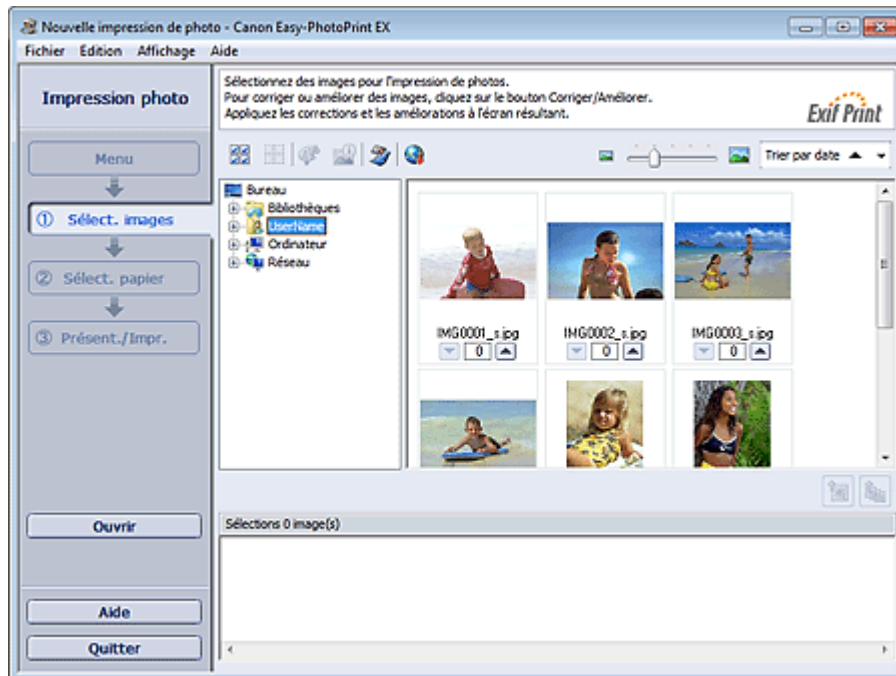 Nouvelle impression de photo - Canon Easy-PhotoPrint EX
Fichier Édition Affichage Aide
Impression photo
Sélectionnez des images pour l'impression de photos.
Pour corriger ou améliorer des images, cliquez sur le bouton Corriger/Améliorer.
Appliquez les corrections et les améliorations à l'écran résultant.
Exif Print
Menu
① Sélect. images
② Sélect. papier
③ Présent./Impr.
Trier par date
Bureau
Bibliothèques
UserName
Ordinateur
Réseau
IMG0001_s.jpg
IMG0002_s.jpg
IMG0003_s.jpg
0
0
0
Ouvrir
Sélections 0 image(s)
Aide
Quitter